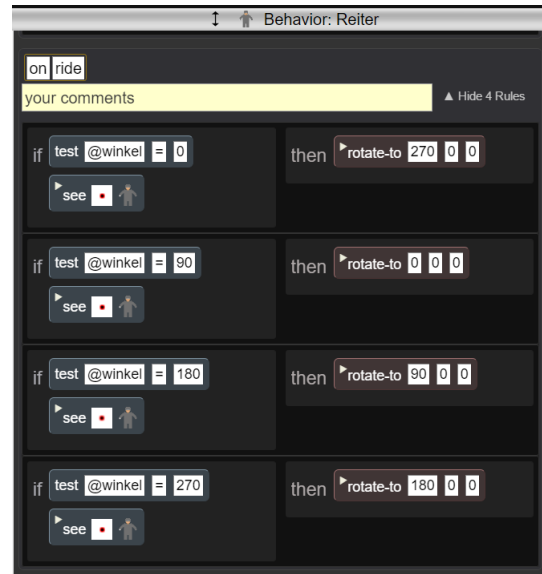 Behavior: Reiter
on ride
your comments
▲ Hide 4 Rules
if test @winkel = 0
see
then rotate-to 270 0 0
if test @winkel = 90
see
then rotate-to 0 0 0
if test @winkel = 180
see
then rotate-to 90 0 0
if test @winkel = 270
see
then rotate-to 180 0 0